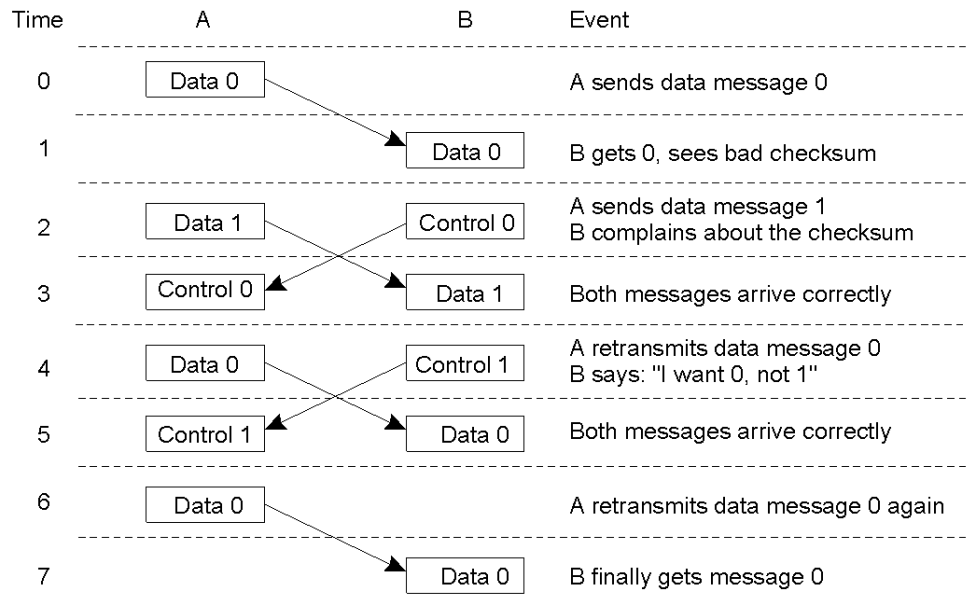 Time A B Event
0 Data 0 A sends data message 0
1 Data 0 B gets 0, sees bad checksum
2 Data 1 Control 0 A sends data message 1
B complains about the checksum
3 Control 0 Data 1 Both messages arrive correctly
4 Data 0 Control 1 A retransmits data message 0
B says: "I want 0, not 1"
5 Control 1 Data 0 Both messages arrive correctly
6 Data 0 A retransmits data message 0 again
7 Data 0 B finally gets message 0